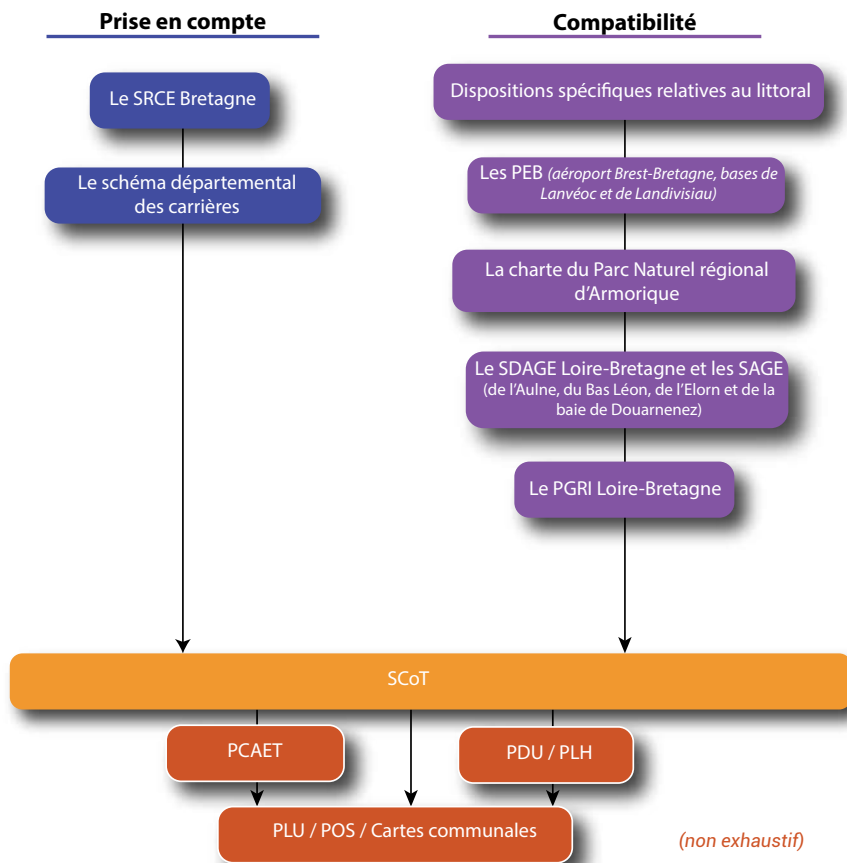 Prise en compte
Le SRCE Bretagne
Le schéma départemental
des carrières
Compatibilité
Dispositions spécifiques relatives au littoral
Les PEB (aéroport Brest-Bretagne, bases de
Lanvéoc et de Landivisiau)
La charte du Parc Naturel régional
d'Armorique
Le SDAGE Loire-Bretagne et les SAGE
(de l'Aulne, du Bas Léon, de l'Elorn et de la
baie de Douarnenez)
Le PGRI Loire-Bretagne
SCoT
PCAET
PDU / PLH
PLU / POS / Cartes communales
(non exhaustif)